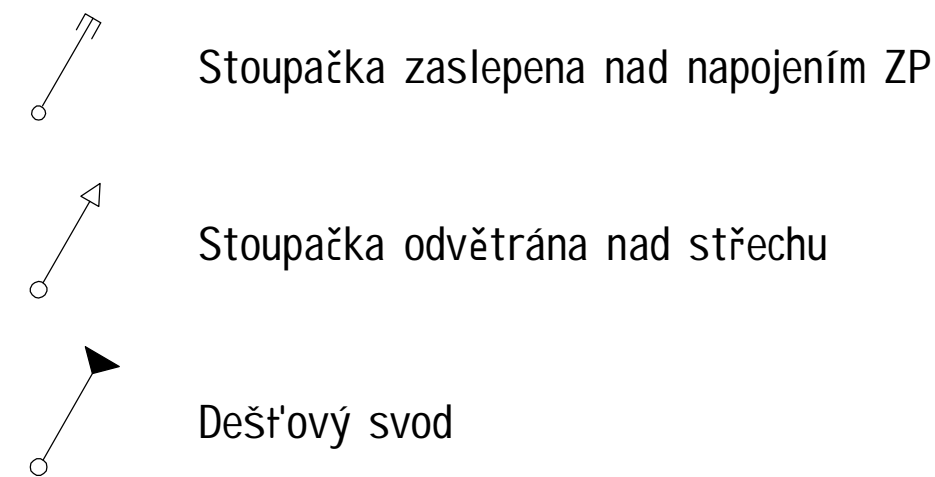 Stoupačka zaslepena nad napojením ZP
Stoupačka odvětrána nad střechu
Dešťový svod